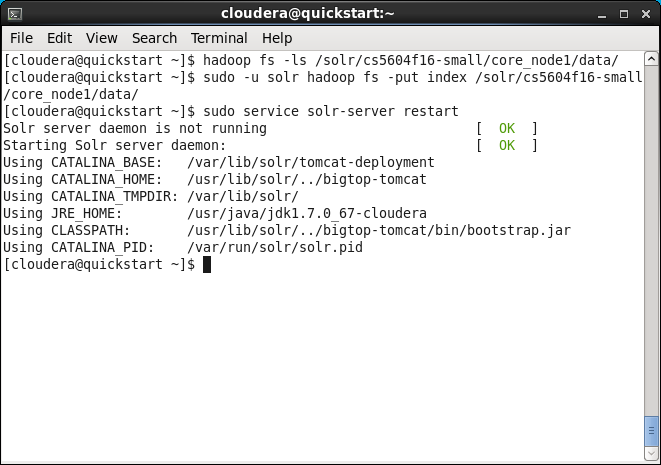 cloudera@quickstart:~
File Edit View Search Terminal Help
[cloudera@quickstart ~]$ hadoop fs -ls /solr/cs5604f16-small/core_node1/data/
[cloudera@quickstart ~]$ sudo -u solr hadoop fs -put index /solr/cs5604f16-small
/core_node1/data/
[cloudera@quickstart ~]$ sudo service solr-server restart
Solr server daemon is not running [ OK ]
Starting Solr server daemon: [ OK ]
Using CATALINA_BASE: /var/lib/solr/tomcat-deployment
Using CATALINA_HOME: /usr/lib/solr/../bigtop-tomcat
Using CATALINA_TMPDIR: /var/lib/solr/
Using JRE_HOME: /usr/java/jdk1.7.0_67-cloudera
Using CLASSPATH: /usr/lib/solr/../bigtop-tomcat/bin/bootstrap.jar
Using CATALINA_PID: /var/run/solr/solr.pid
[cloudera@quickstart ~]$